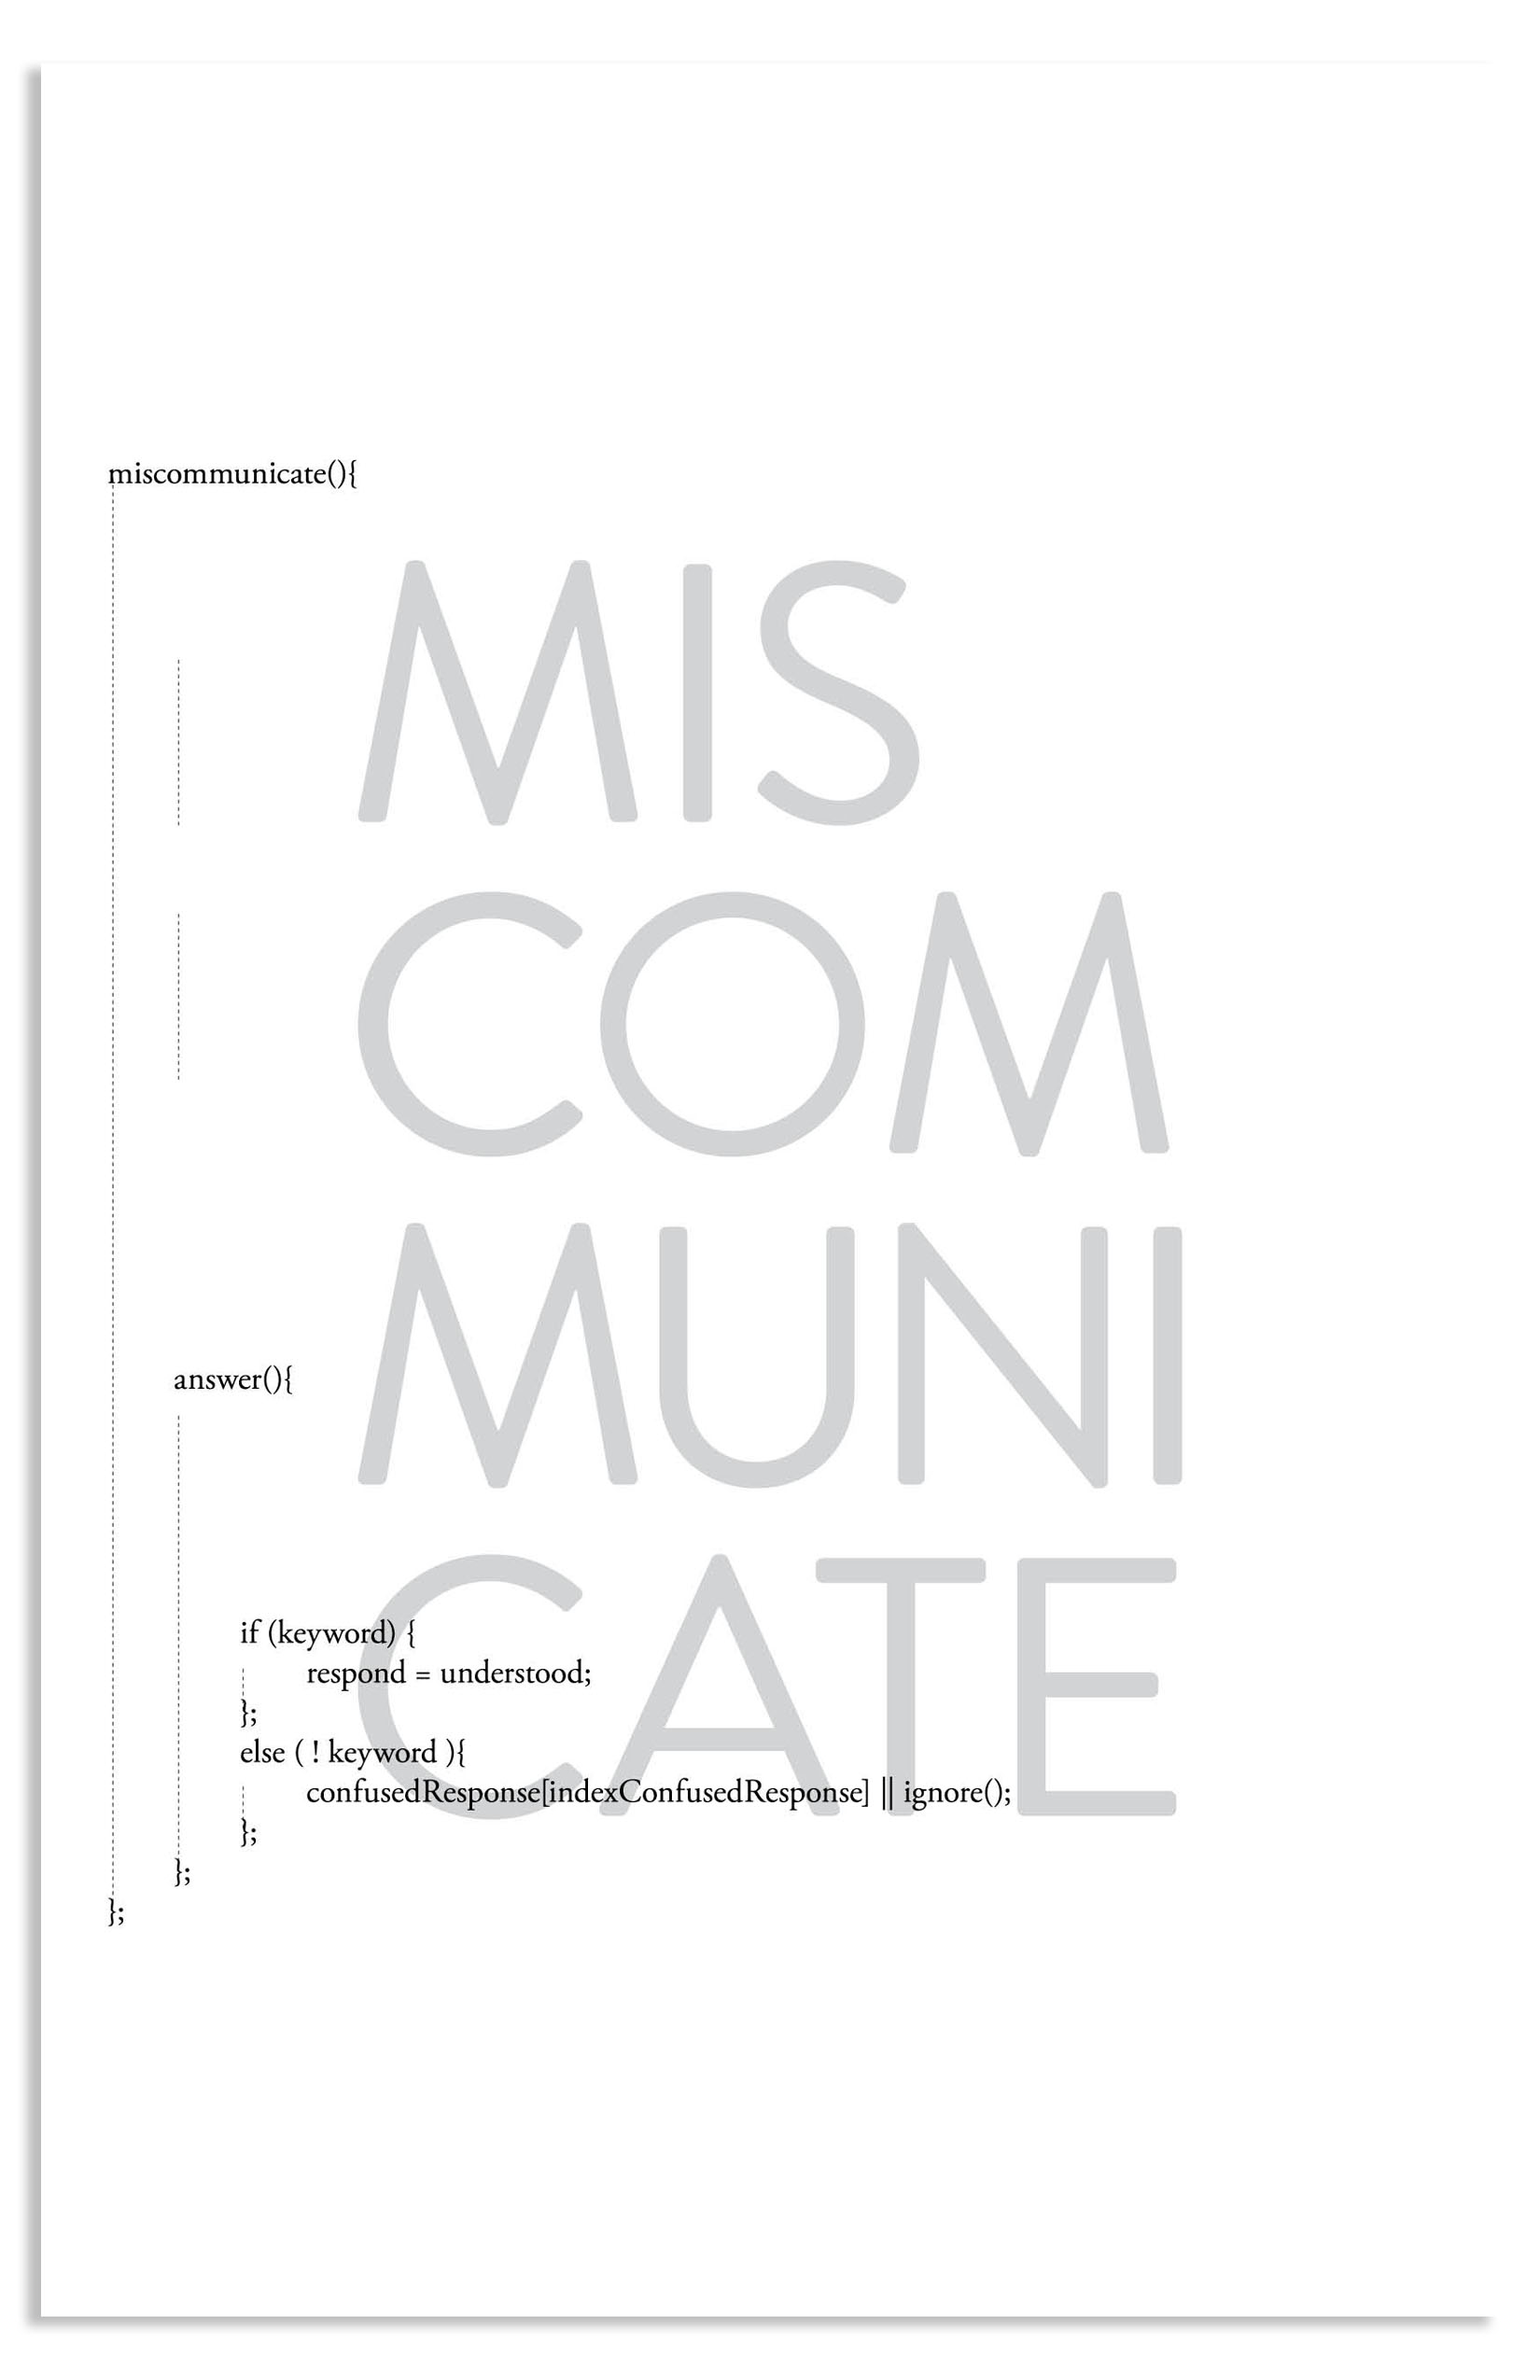 miscommunicate(){
MIS
COM
MUNI
answer(){
CATE
if (keyword) {
respond = understood;
};
else ( ! keyword ){
confusedResponse[indexConfusedResponse] || ignore();
};
};
};